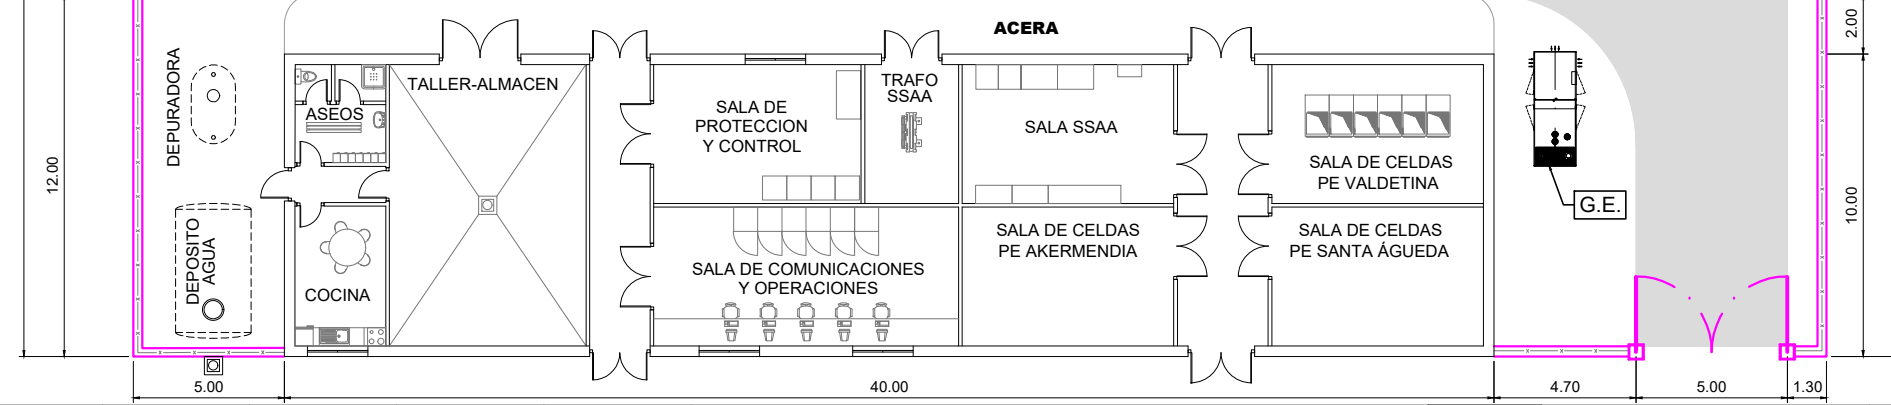 ACERA
2.00
DEPURADORA
TALLER-ALMACEN
ASEOS
SALA DE
PROTECCION
Y CONTROL
TRAFO
SSAA
SALA SSAA
SALA DE CELDAS
PE VALDETINA
G.E.
12.00
10.00
DEPOSITO
AGUA
COCINA
SALA DE COMUNICACIONES
Y OPERACIONES
SALA DE CELDAS
PE AKERMENDIA
SALA DE CELDAS
PE SANTA ÁGUEDA
5.00
40.00
4.70
5.00
1.30